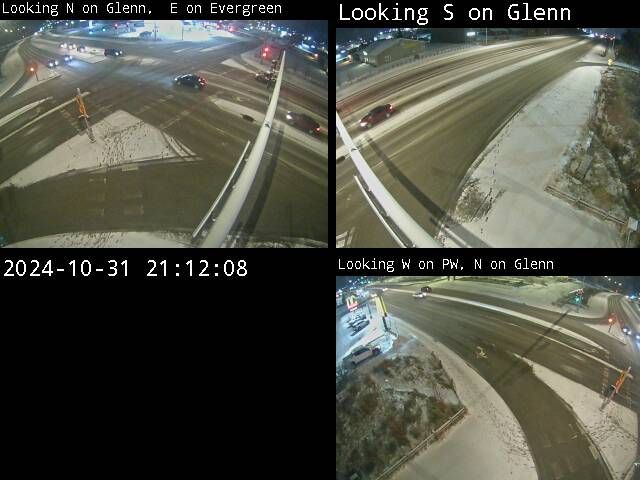 Looking N on Glenn,  E on Evergreen
Looking S on Glenn
2024-10-31 21:12:08
Looking W on PW, N on Glenn